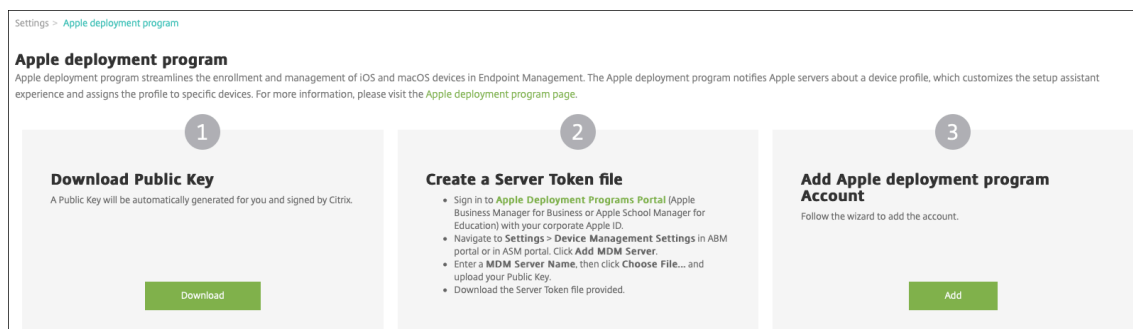 Settings > Apple deployment program
Apple deployment program
Apple deployment program streamlines the enrollment and management of iOS and macOS devices in Endpoint Management. The Apple deployment program notifies Apple servers about a device profile, which customizes the setup assistant
experience and assigns the profile to specific devices. For more information, please visit the Apple deployment program page.
1
Download Public Key
A Public Key will be automatically generated for you and signed by Citrix.
Download
2
Create a Server Token file
• Sign in to Apple Deployment Programs Portal (Apple
Business Manager for Business or Apple School Manager for
Education) with your corporate Apple ID.
• Navigate to Settings > Device Management Settings in ABM
portal or in ASM portal. Click Add MDM Server.
• Enter a MDM Server Name, then click Choose File... and
upload your Public Key.
• Download the Server Token file provided.
3
Add Apple deployment program
Account
Follow the wizard to add the account.
Add